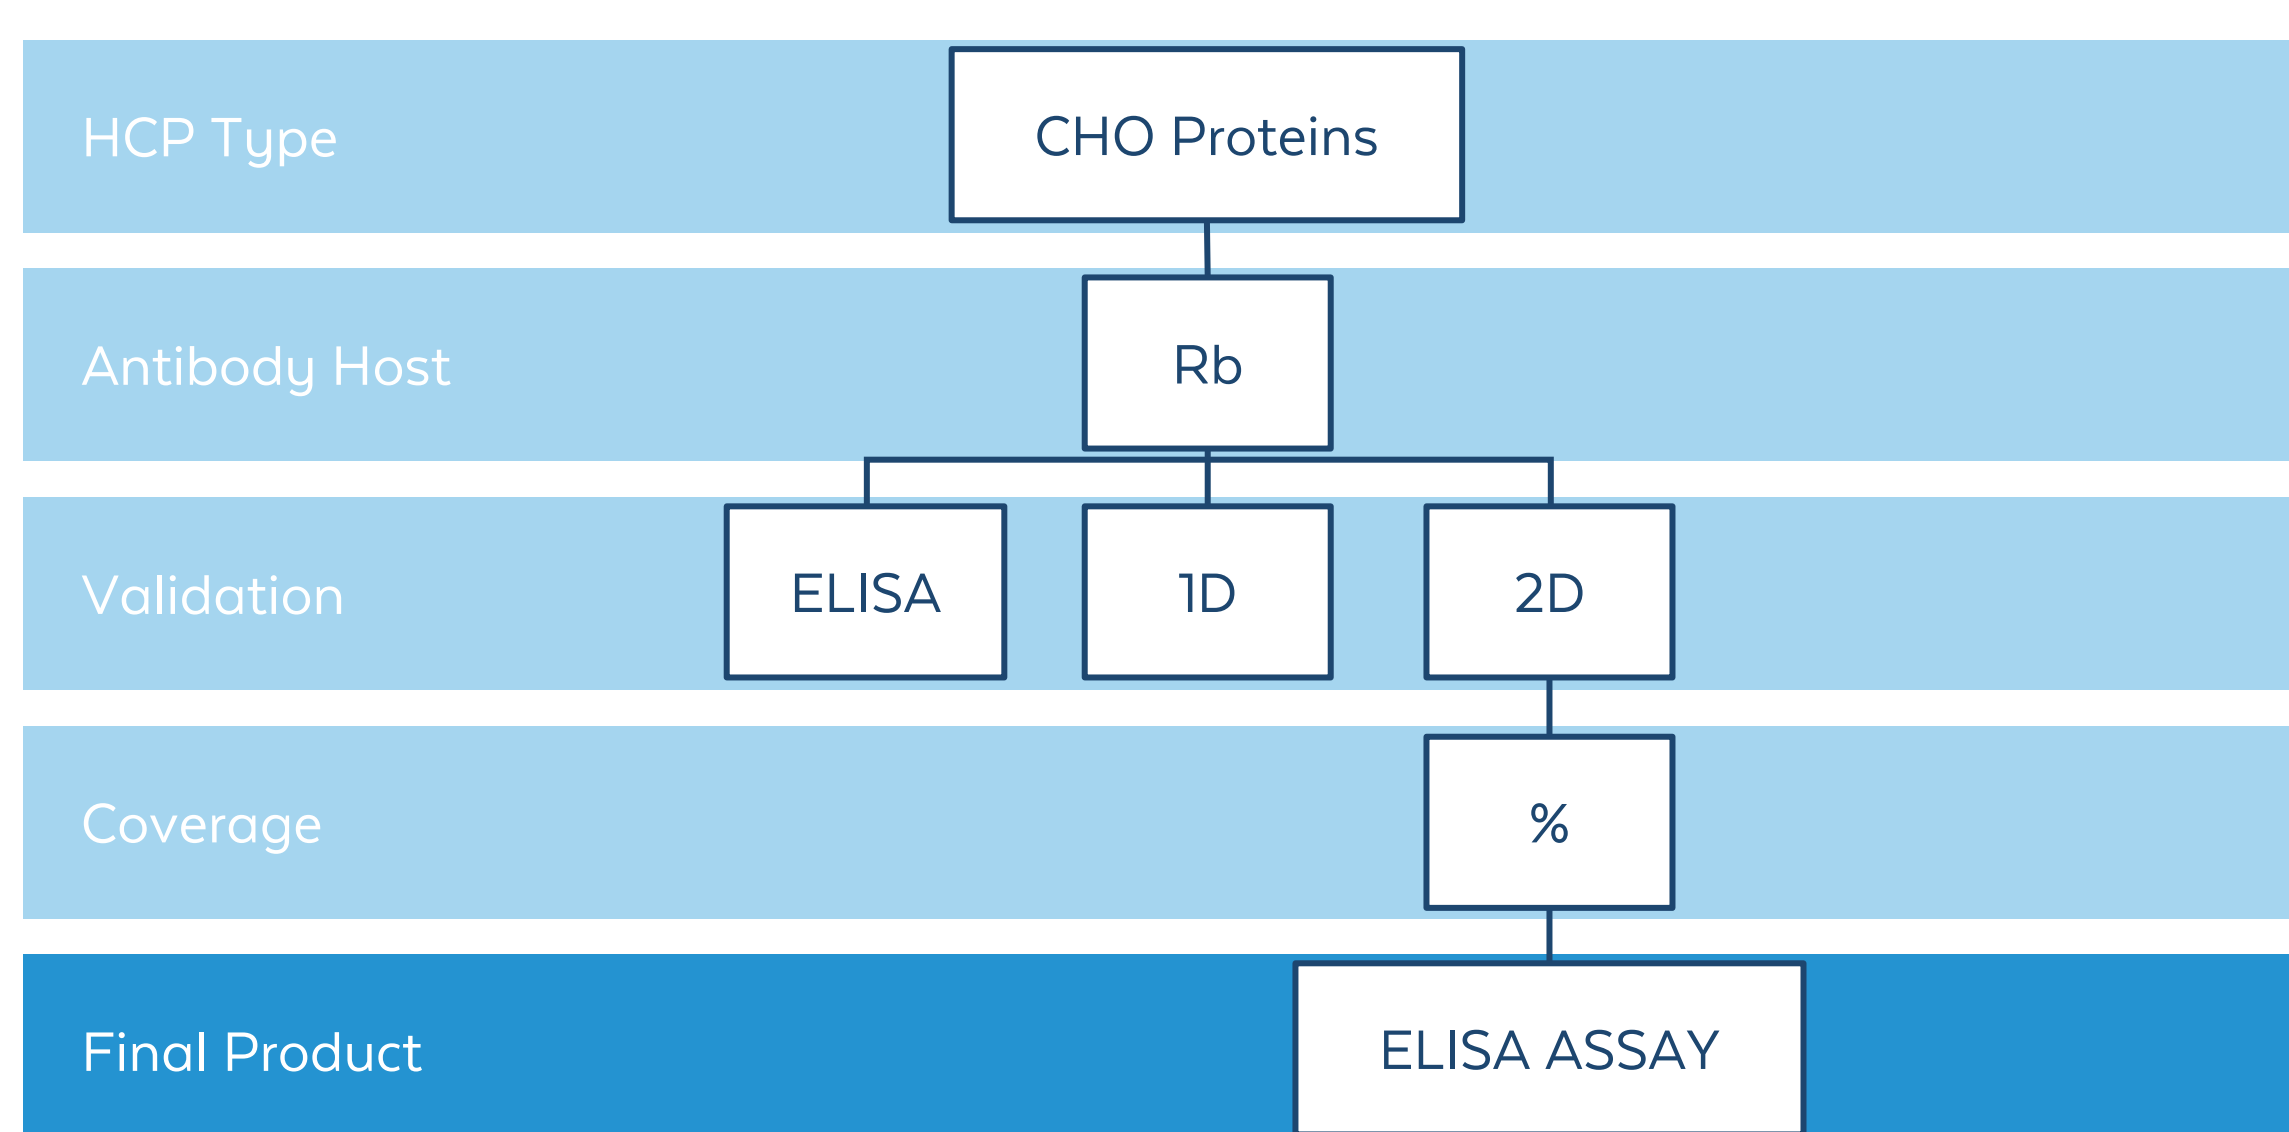 HCP Type
CHO Proteins
Antibody Host
Rb
Validation
ELISA
1D
2D
Coverage
%
Final Product
ELISA ASSAY